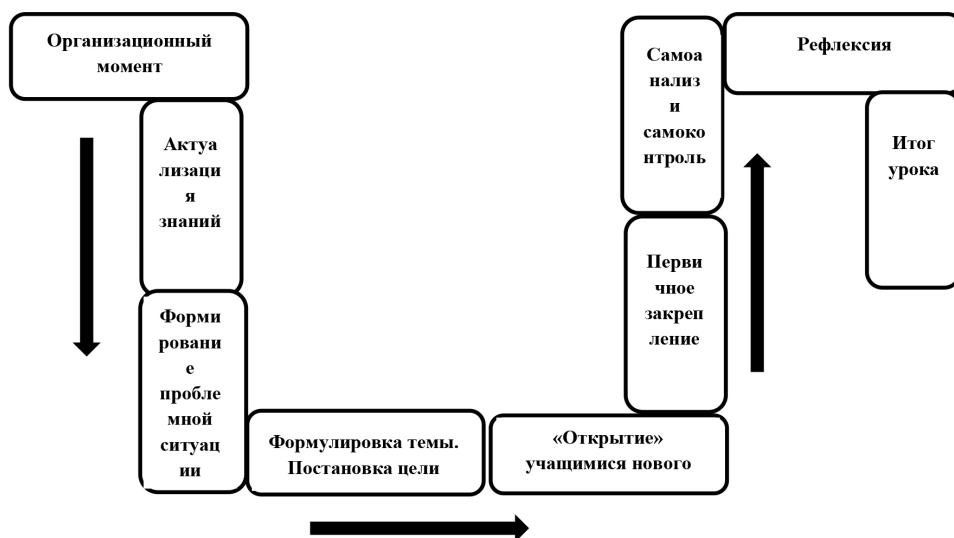 Организационный
момент
Актуа
лизаци
я
знаний
Форми
ровани
е
пробле
мной
ситуац
ии
Формулировка темы.
Постановка цели
«Открытие»
учащимися нового
Перви
чное
закреп
ление
Самоа
нализ
и
самоко
нтроль
Рефлексия
Итог
урока